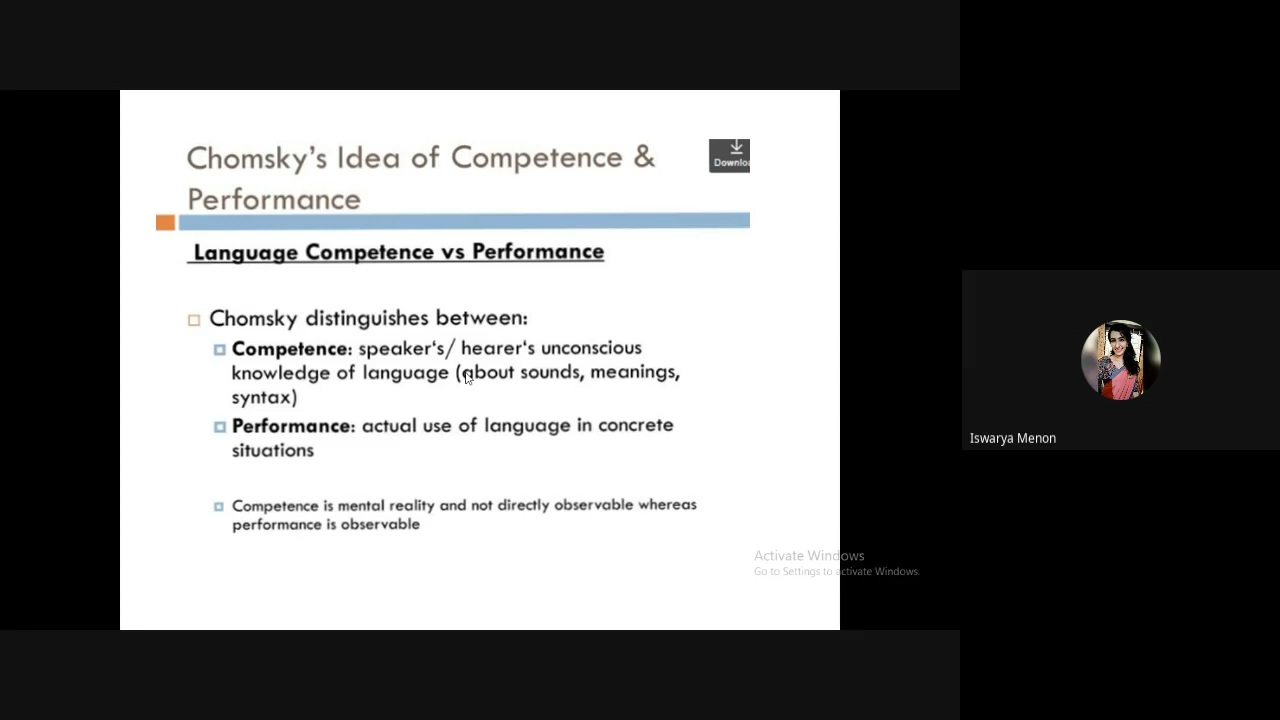 Chomsky's Idea of Competence &
Performance
Language Competence vs Performance
Chomsky distinguishes between:
Competence: speaker's/ hearer's unconscious
knowledge of language (about sounds, meanings,
syntax)
Performance: actual use of language in concrete
situations
Competence is mental reality and not directly observable whereas
performance is observable
Activate Windows
Go to Settings to activate Windows.
Iswarya Menon